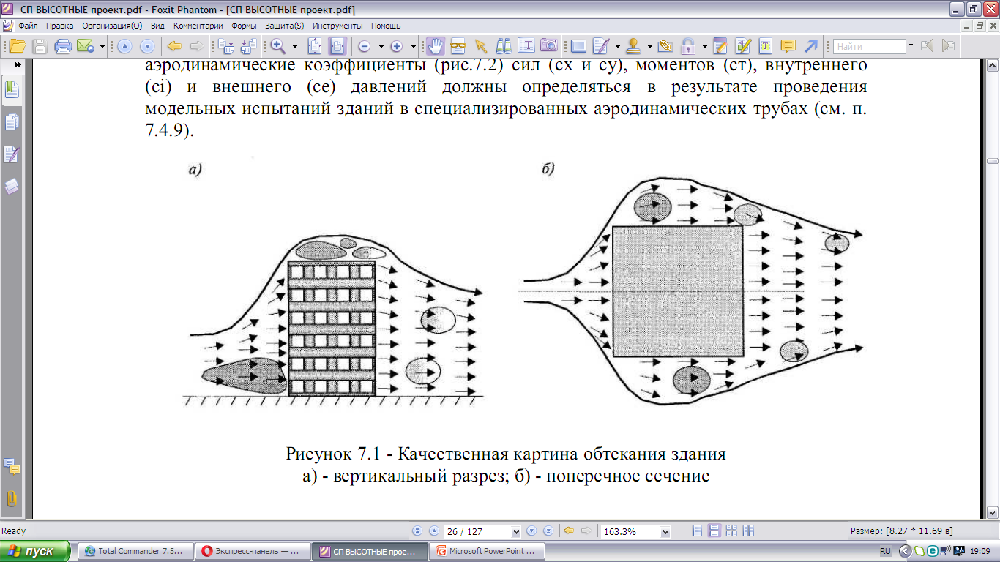 СП ВЫСОТНЫЕ проект.pdf - Foxit Phantom - [СП ВЫСОТНЫЕ проект.pdf]
Файл Правка Организация(O) Вид Комментарии Формы Защита(S) Инструменты Помощь
Найти
аэродинамические коэффициенты (рис.7.2) сил (сх и су), моментов (ст), внутреннего
(ci) и внешнего (се) давлений должны определяться в результате проведения
модельных испытаний зданий в специализированных аэродинамических трубах (см. п.
7.4.9).
а)
б)
Рисунок 7.1 - Качественная картина обтекания здания
а) - вертикальный разрез; б) - поперечное сечение
Ready
26 / 127
163.3%
Размер: [8.27 * 11.69 в]
пуск
Total Commander 7.5...
Экспресс-панель — ...
СП ВЫСОТНЫЕ прое...
Microsoft PowerPoint ...
RU
19:09